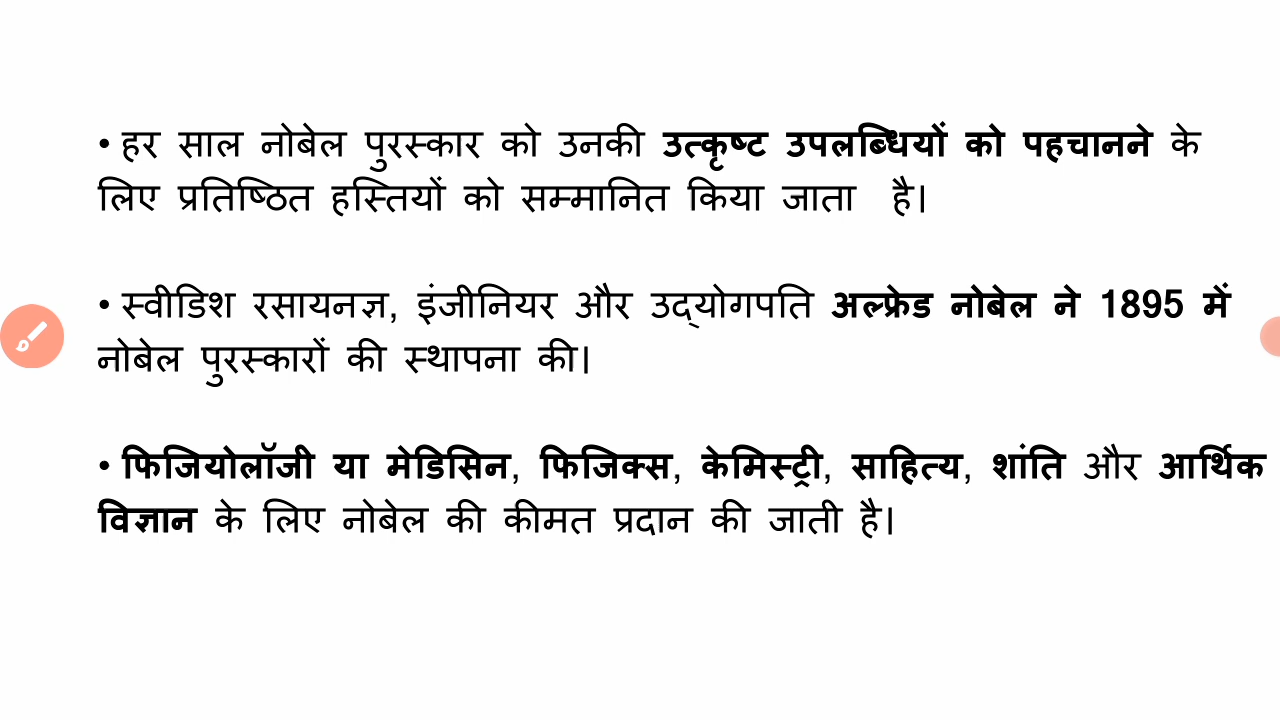 • हर साल नोबेल पुरस्कार को उनकी उत्कृष्ट उपलब्धियों को पहचानने के
लिए प्रतिष्ठित हस्तियों को सम्मानित किया जाता है।
• स्वीडिश रसायनज्ञ, इंजीनियर और उद्योगपति अल्फ्रेड नोबेल ने 1895 में
नोबेल पुरस्कारों की स्थापना की।
• फिजियोलॉजी या मेडिसिन, फिजिक्स, केमिस्ट्री, साहित्य, शांति और आर्थिक
विज्ञान के लिए नोबेल की कीमत प्रदान की जाती है।